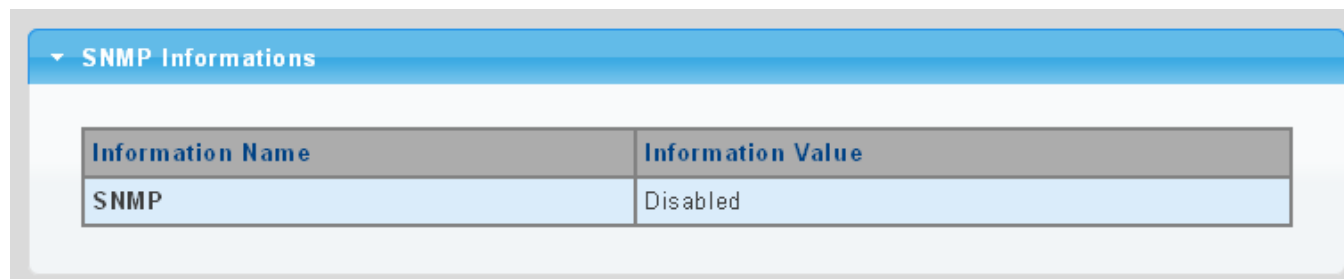 SNMP Informations
Information Name Information Value
SNMP Disabled